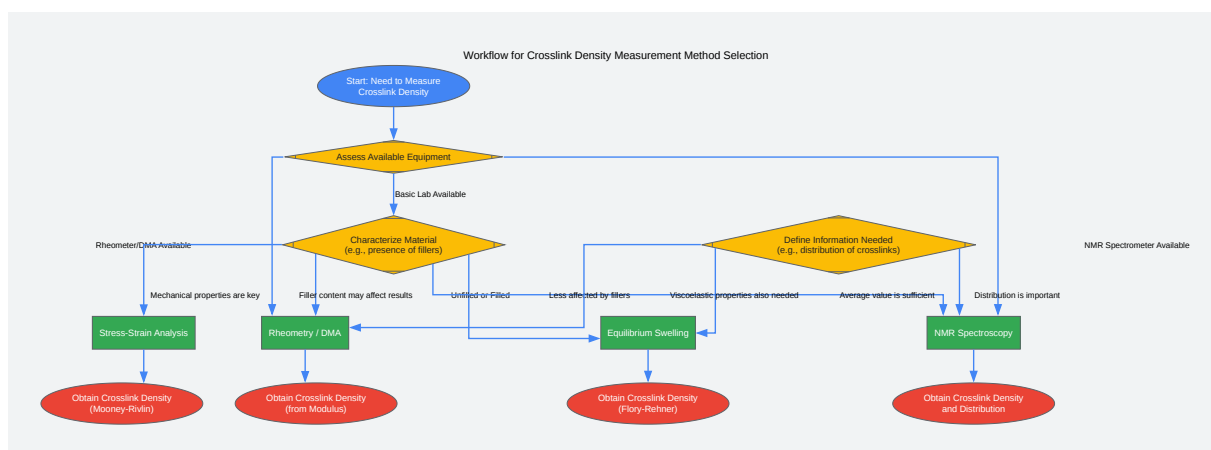 Workflow for Crosslink Density Measurement Method Selection
Start: Need to Measure
Crosslink Density
Assess Available Equipment
Basic Lab Available
Characterize Material
(e.g., presence of fillers)
Define Information Needed
(e.g., distribution of crosslinks)
Rheometer/DMA Available
NMR Spectrometer Available
Mechanical properties are key
Filler content may affect results
Unfilled or Filled
Less affected by fillers
Viscoelastic properties also needed
Average value is sufficient
Distribution is important
Stress-Strain Analysis
Rheometry / DMA
Equilibrium Swelling
NMR Spectroscopy
Obtain Crosslink Density
(Mooney-Rivlin)
Obtain Crosslink Density
(from Modulus)
Obtain Crosslink Density
(Flory-Rehner)
Obtain Crosslink Density
and Distribution